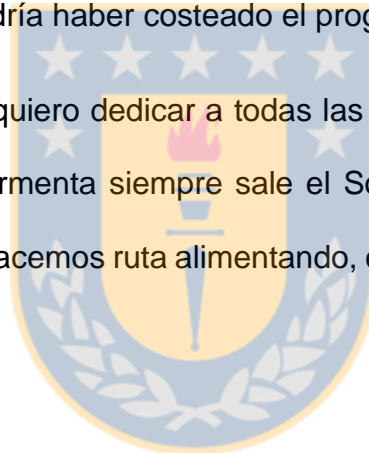 dría haber costeado el prog
quiero dedicar a todas las
rmenta siempre sale el So
acemos ruta alimentando,